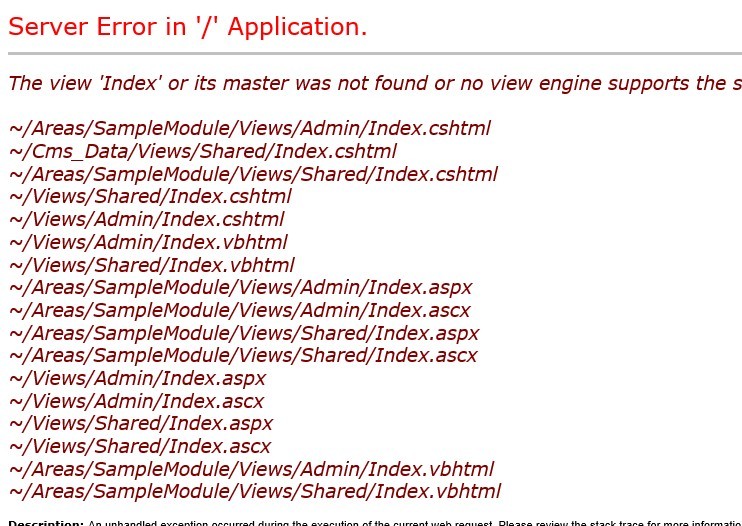 Server Error in '/' Application.
The view 'Index' or its master was not found or no view engine supports the s
~/Areas/SampleModule/Views/Admin/Index.cshtml
~/Cms_Data/Views/Shared/Index.cshtml
~/Areas/SampleModule/Views/Shared/Index.cshtml
~/Views/Shared/Index.cshtml
~/Views/Admin/Index.cshtml
~/Views/Admin/Index.vbhtml
~/Views/Shared/Index.vbhtml
~/Areas/SampleModule/Views/Admin/Index.aspx
~/Areas/SampleModule/Views/Admin/Index.ascx
~/Areas/SampleModule/Views/Shared/Index.aspx
~/Areas/SampleModule/Views/Shared/Index.ascx
~/Views/Admin/Index.aspx
~/Views/Admin/Index.ascx
~/Views/Shared/Index.aspx
~/Views/Shared/Index.ascx
~/Areas/SampleModule/Views/Admin/Index.vbhtml
~/Areas/SampleModule/Views/Shared/Index.vbhtml
Description: An unhandled exception occurred during the execution of the current web request. Please review the stack trace for more informatio